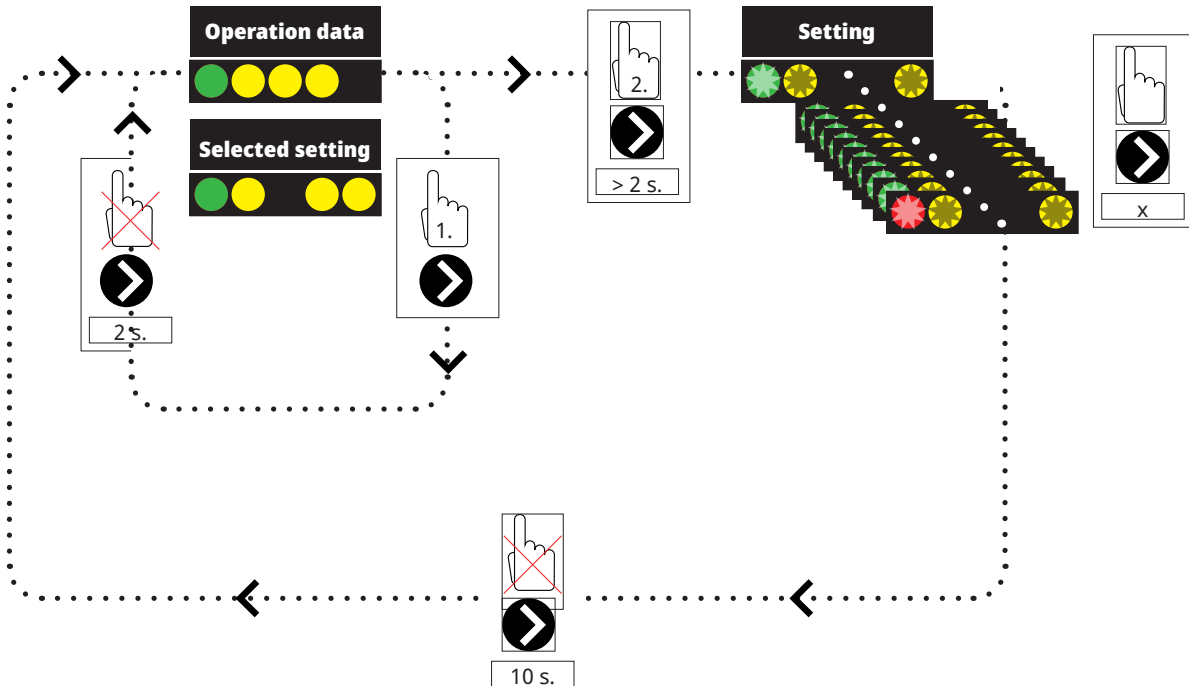 Operation data
Selected setting
2 s.
1.
2.
> 2 s.
Setting
x
10 s.